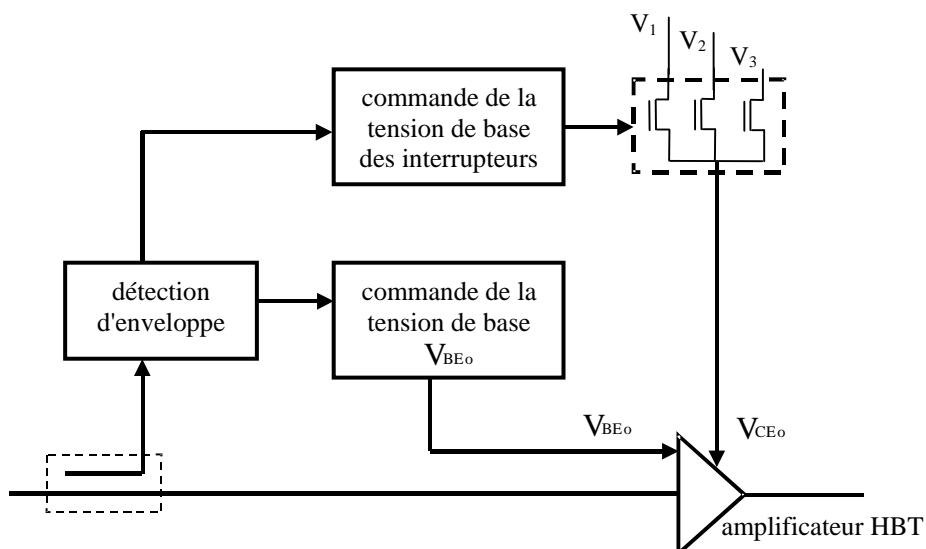 V1
V2
V3
commande de la
tension de base
des interrupteurs
détection
d'enveloppe
commande de la
tension de base
VBEo
VBEo
VCEo
amplificateur HBT